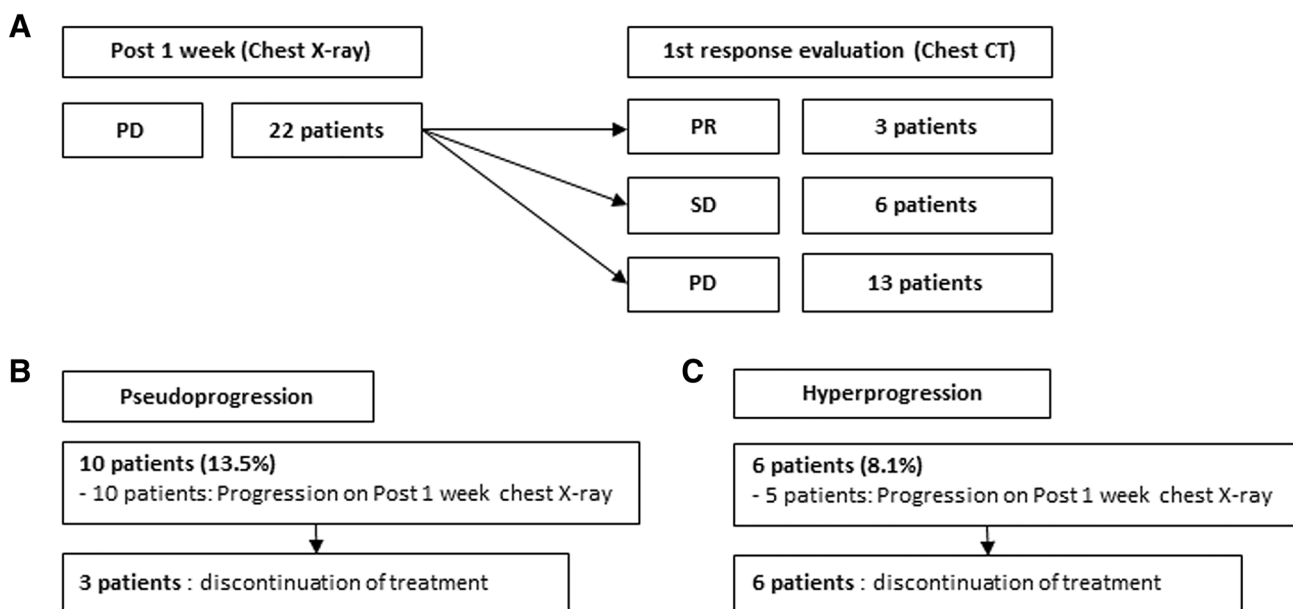 A
Post 1 week (Chest X-ray)
1st response evaluation (Chest CT)
PD
22 patients
PR
3 patients
SD
6 patients
PD
13 patients
B
Pseudoprogression
10 patients (13.5%)
- 10 patients: Progression on Post 1 week chest X-ray
3 patients : discontinuation of treatment
C
Hyperprogression
6 patients (8.1%)
- 5 patients: Progression on Post 1 week chest X-ray
6 patients : discontinuation of treatment